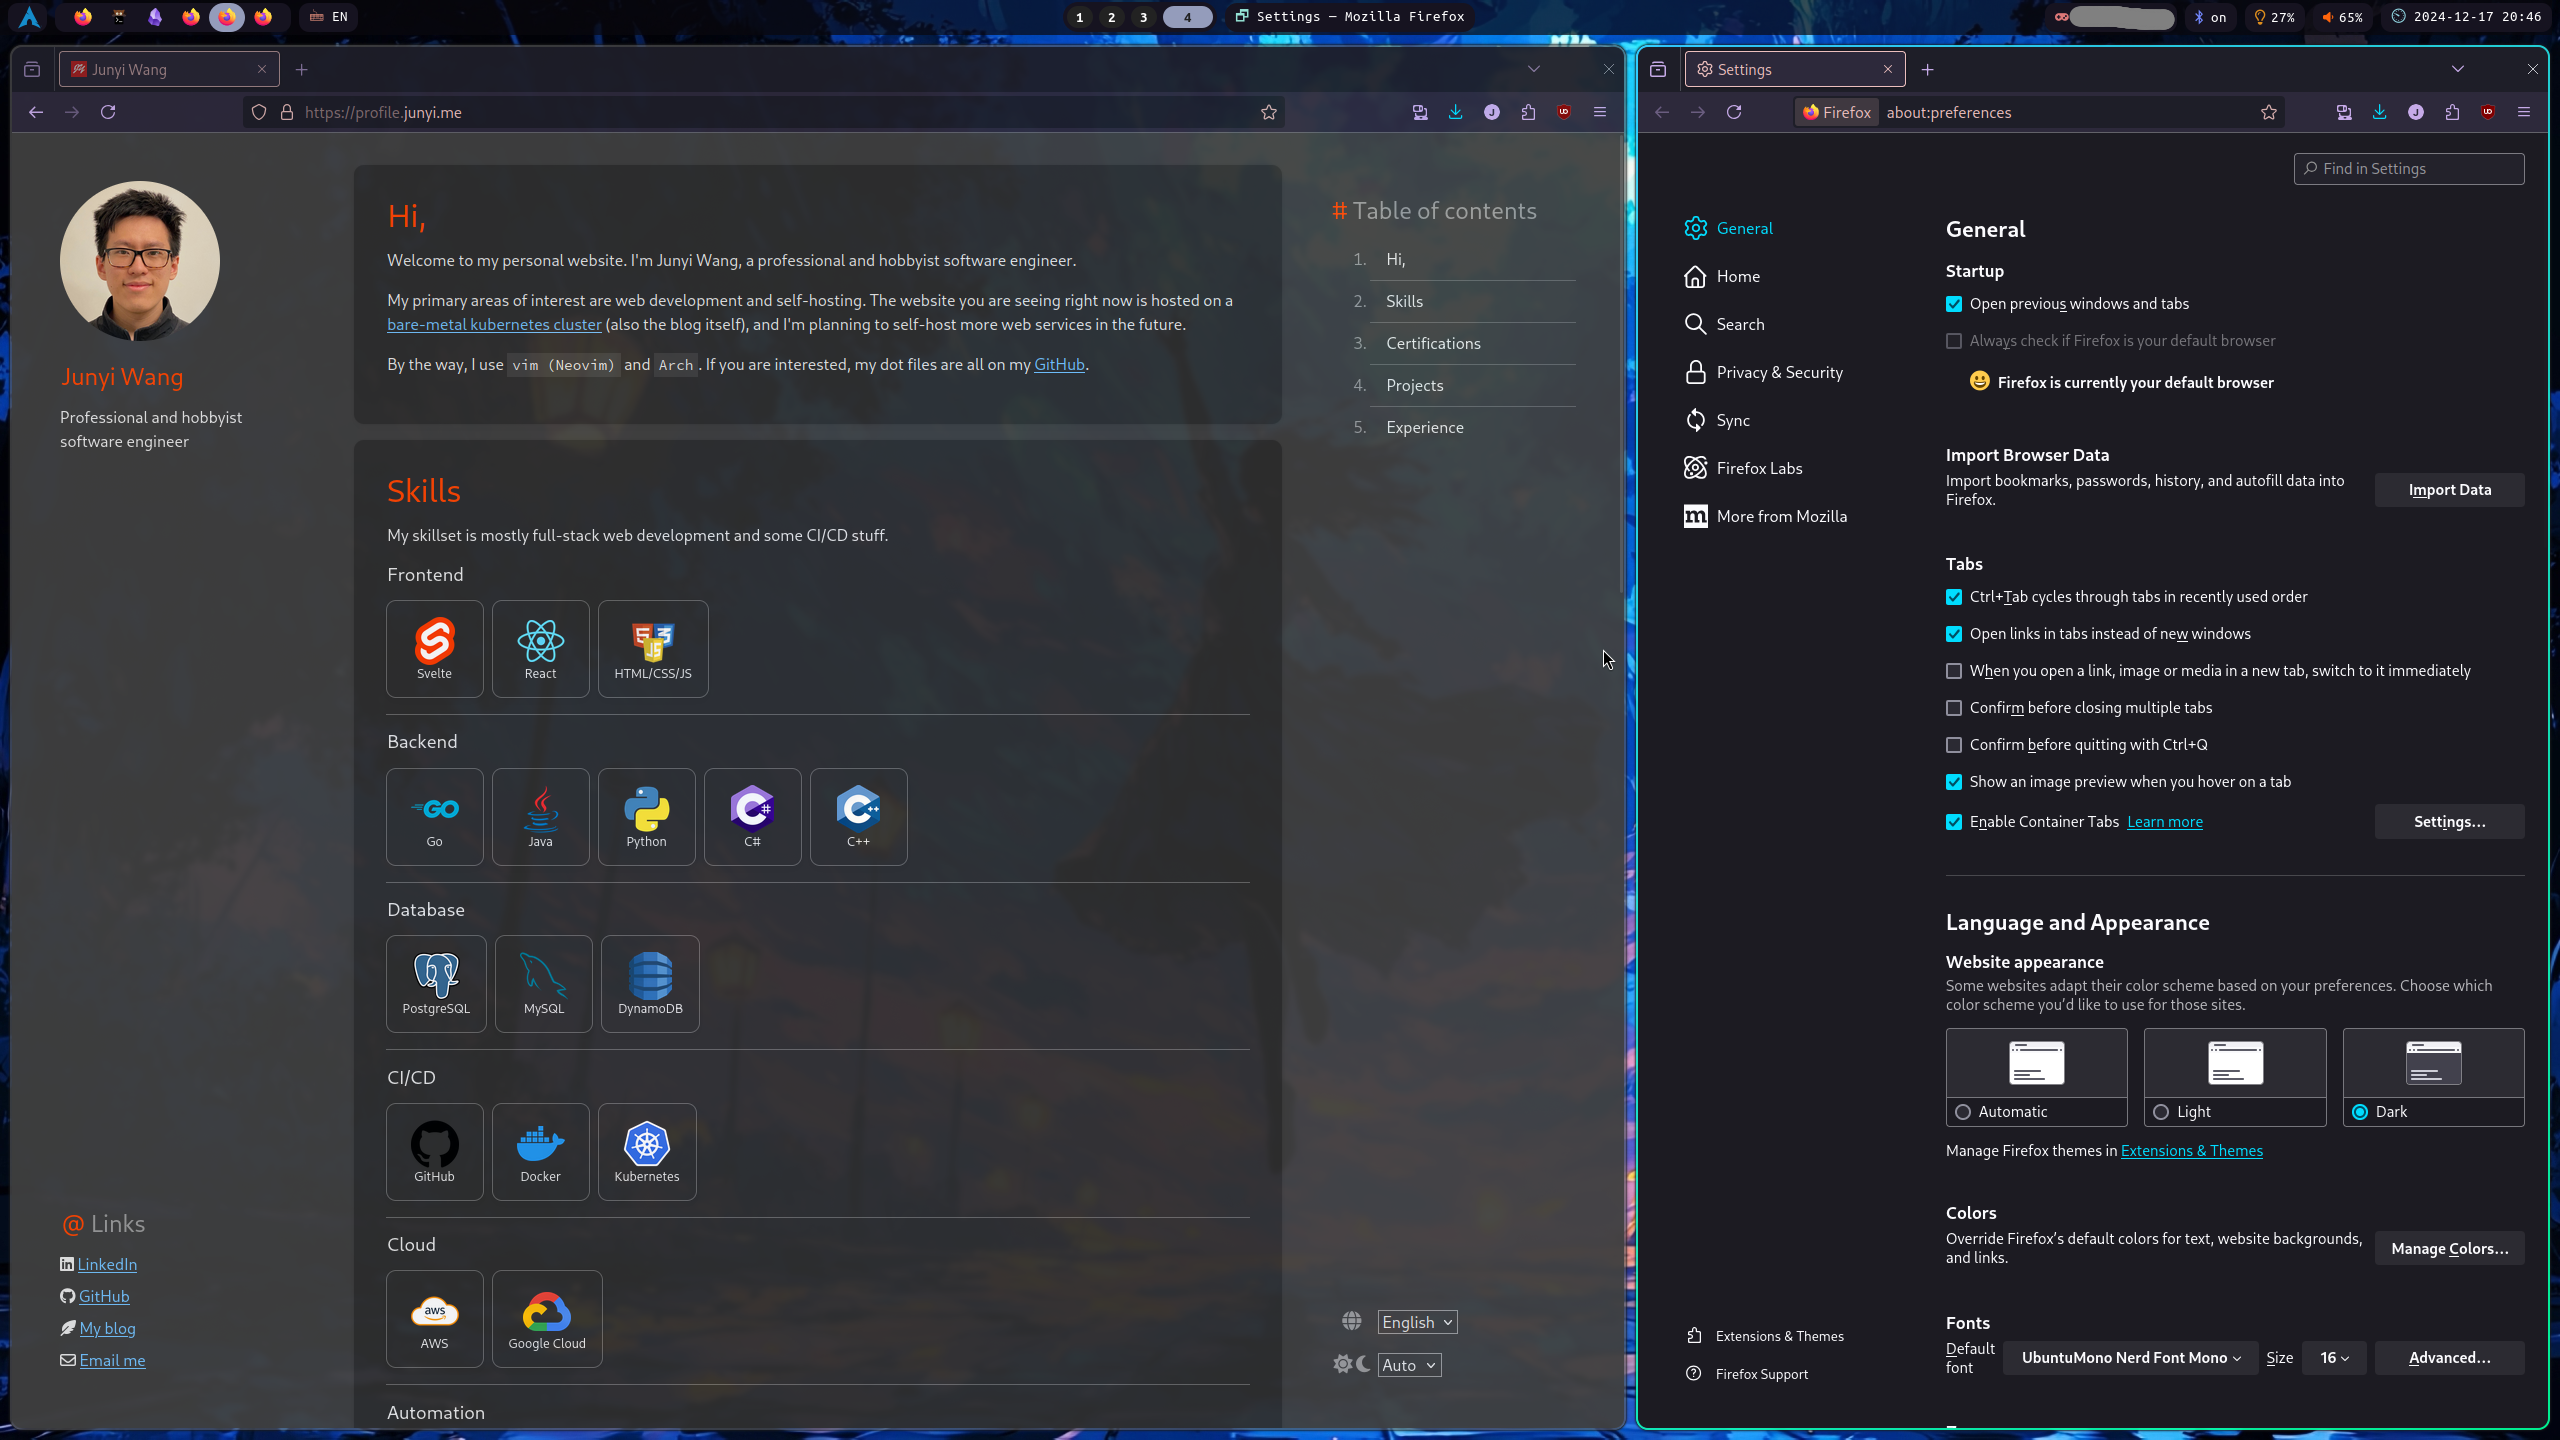 EN
1 2 3 4
Settings — Mozilla Firefox
on
27%
65%
2024-12-17 20:46
Junyi Wang
https://profile.junyi.me
Junyi Wang
Professional and hobbyist
software engineer
@ Links
LinkedIn
GitHub
My blog
Email me
Hi,
Welcome to my personal website. I'm Junyi Wang, a professional and hobbyist software engineer.
My primary areas of interest are web development and self-hosting. The website you are seeing right now is hosted on a
bare-metal kubernetes cluster (also the blog itself), and I'm planning to self-host more web services in the future.
By the way, I use vim (Neovim) and Arch. If you are interested, my dot files are all on my GitHub.
Skills
My skillset is mostly full-stack web development and some CI/CD stuff.
Frontend
Svelte
React
HTML/CSS/JS
Backend
Go
Java
Python
C#
C++
Database
PostgreSQL
MySQL
DynamoDB
CI/CD
GitHub
Docker
Kubernetes
Cloud
aws
AWS
Google Cloud
Automation
# Table of contents
1. Hi,
2. Skills
3. Certifications
4. Projects
5. Experience
English
Auto
Settings
Firefox about:preferences
Find in Settings
General
Home
Search
Privacy & Security
Sync
Firefox Labs
More from Mozilla
Extensions & Themes
Firefox Support
General
Startup
Open previous windows and tabs
Always check if Firefox is your default browser
Firefox is currently your default browser
Import Browser Data
Import bookmarks, passwords, history, and autofill data into
Firefox.
Import Data
Tabs
Ctrl+Tab cycles through tabs in recently used order
Open links in tabs instead of new windows
When you open a link, image or media in a new tab, switch to it immediately
Confirm before closing multiple tabs
Confirm before quitting with Ctrl+Q
Show an image preview when you hover on a tab
Enable Container Tabs Learn more
Settings…
Language and Appearance
Website appearance
Some websites adapt their color scheme based on your preferences. Choose which
color scheme you’d like to use for those sites.
Automatic
Light
Dark
Manage Firefox themes in Extensions & Themes
Colors
Override Firefox’s default colors for text, website backgrounds,
and links.
Manage Colors…
Fonts
Default
font
UbuntuMono Nerd Font Mono
Size
16
Advanced…